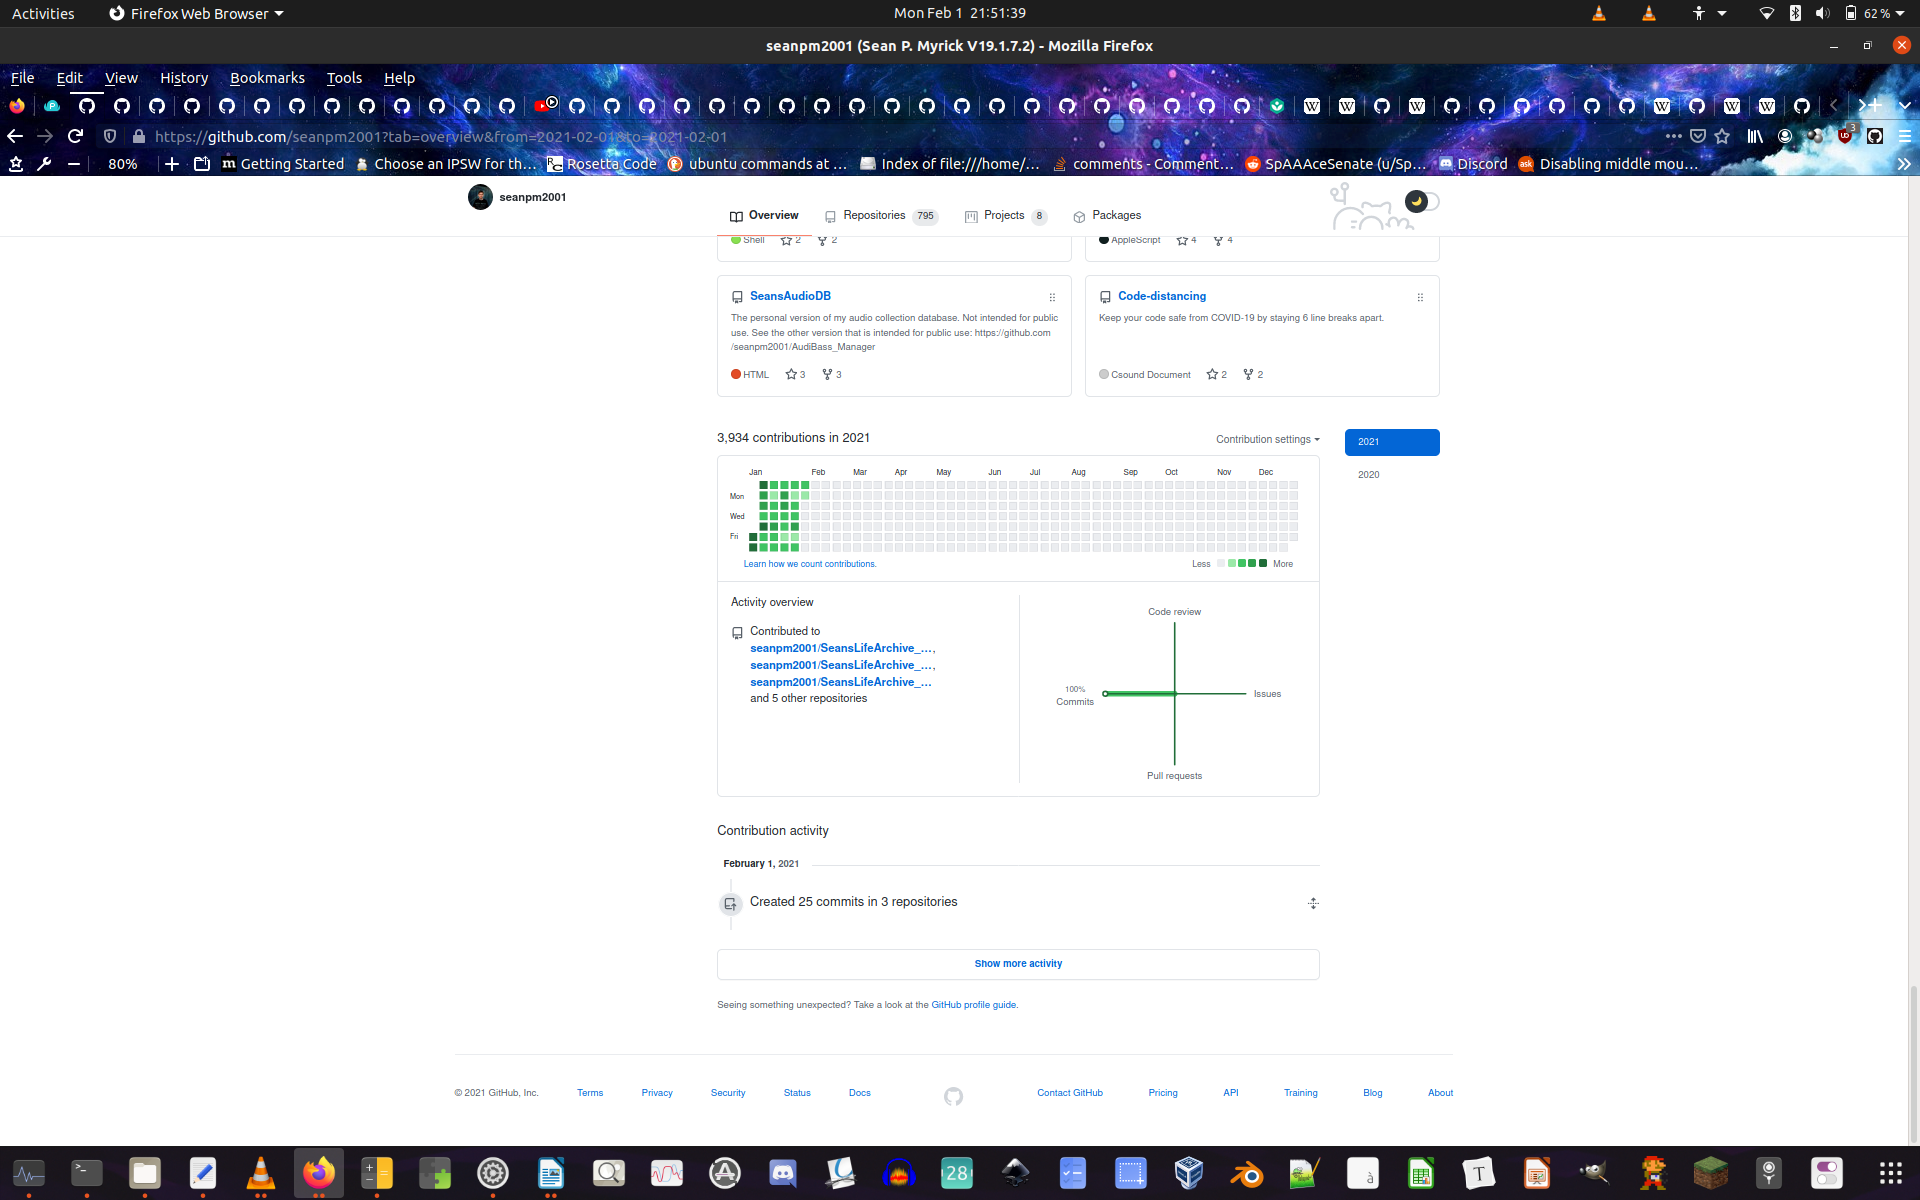 Activities
Firefox Web Browser
Mon Feb 1 21:51:39
62 %
seanpm2001 (Sean P. Myrick V19.1.7.2) - Mozilla Firefox
File Edit View History Bookmarks Tools Help
https://github.com/seanpm2001?tab=overview&from=2021-02-01&to=2021-02-01
3
80%
Getting Started
Choose an IPSW for th…
Rosetta Code
ubuntu commands at …
Index of file:///home/…
comments - Comment…
SpAAAceSenate (u/Sp…
Discord
Disabling middle mou…
seanpm2001
Overview
Repositories 795
Projects 8
Packages
Shell 2 2
AppleScript 4 4
SeansAudioDB
The personal version of my audio collection database. Not intended for public
use. See the other version that is intended for public use: https://github.com
/seanpm2001/AudiBass_Manager
HTML 3 3
Code-distancing
Keep your code safe from COVID-19 by staying 6 line breaks apart.
Csound Document 2 2
3,934 contributions in 2021
Contribution settings
2021
2020
Jan Feb Mar Apr May Jun Jul Aug Sep Oct Nov Dec
Mon
Wed
Fri
Learn how we count contributions.
Less More
Activity overview
Contributed to
seanpm2001/SeansLifeArchive_…,
seanpm2001/SeansLifeArchive_…,
seanpm2001/SeansLifeArchive_…
and 5 other repositories
Code review
100%
Commits
Issues
Pull requests
Contribution activity
February 1, 2021
Created 25 commits in 3 repositories
Show more activity
Seeing something unexpected? Take a look at the GitHub profile guide.
© 2021 GitHub, Inc. Terms Privacy Security Status Docs Contact GitHub Pricing API Training Blog About
28